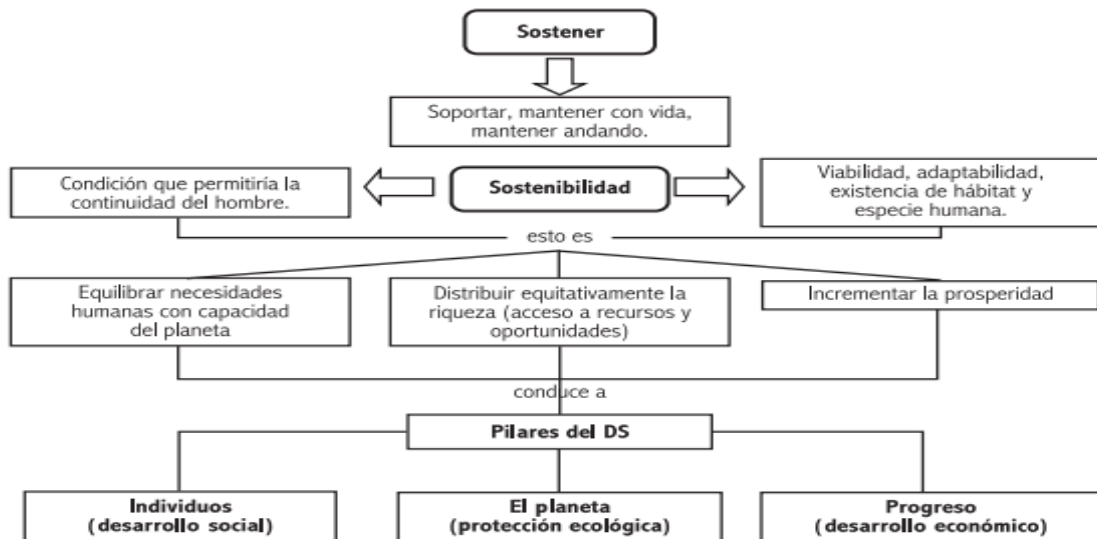 Sostener
Soportar, mantener con vida,
mantener andando.
Condición que permitiría la
continuidad del hombre.
Sostenibilidad
Viabilidad, adaptabilidad,
existencia de hábitat y
especie humana.
esto es
Equilibrar necesidades
humanas con capacidad
del planeta
Distribuir equitativamente la
riqueza (acceso a recursos y
oportunidades)
Incrementar la prosperidad
conduce a
Pilares del DS
Individuos
(desarrollo social)
El planeta
(protección ecológica)
Progreso
(desarrollo económico)